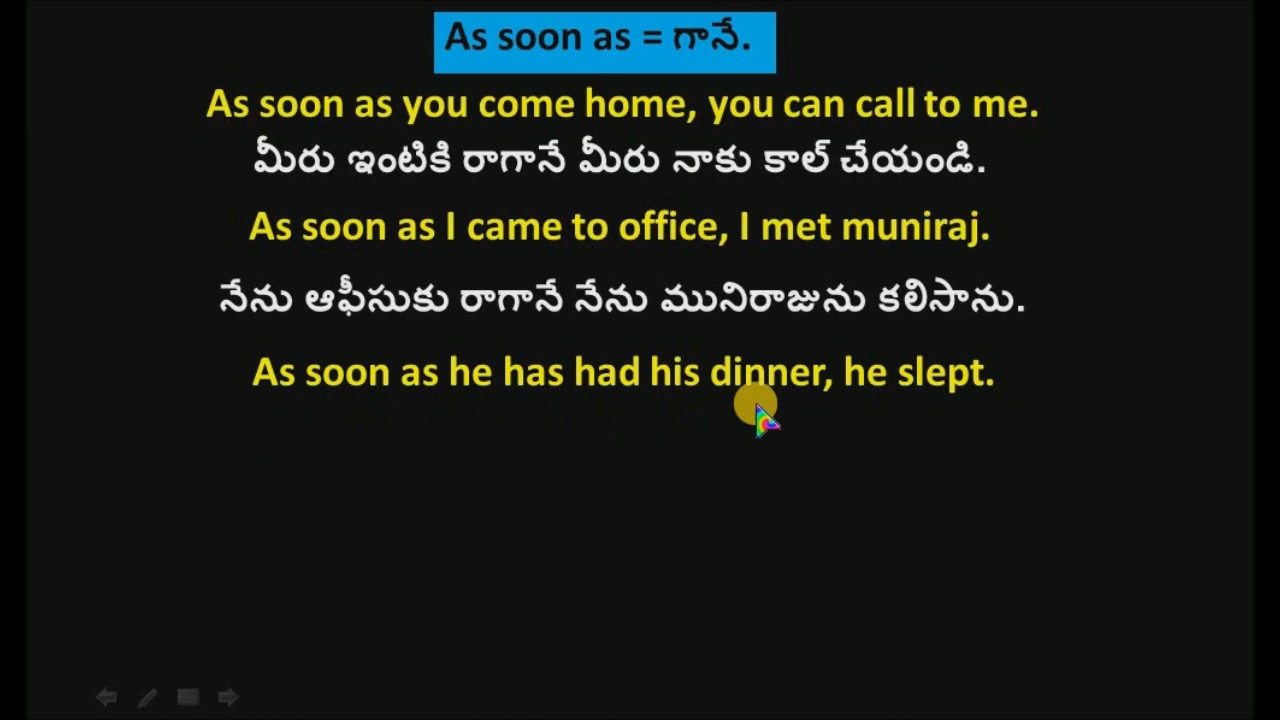 As soon as = గానే.
As soon as you come home, you can call to me.
మీరు ఇంటికి రాగానే మీరు నాకు కాల్ చేయండి.
As soon as I came to office, I met muniraj.
నేను ఆఫీసుకు రాగానే నేను మునిరాజును కలిసాను.
As soon as he has had his dinner, he slept.